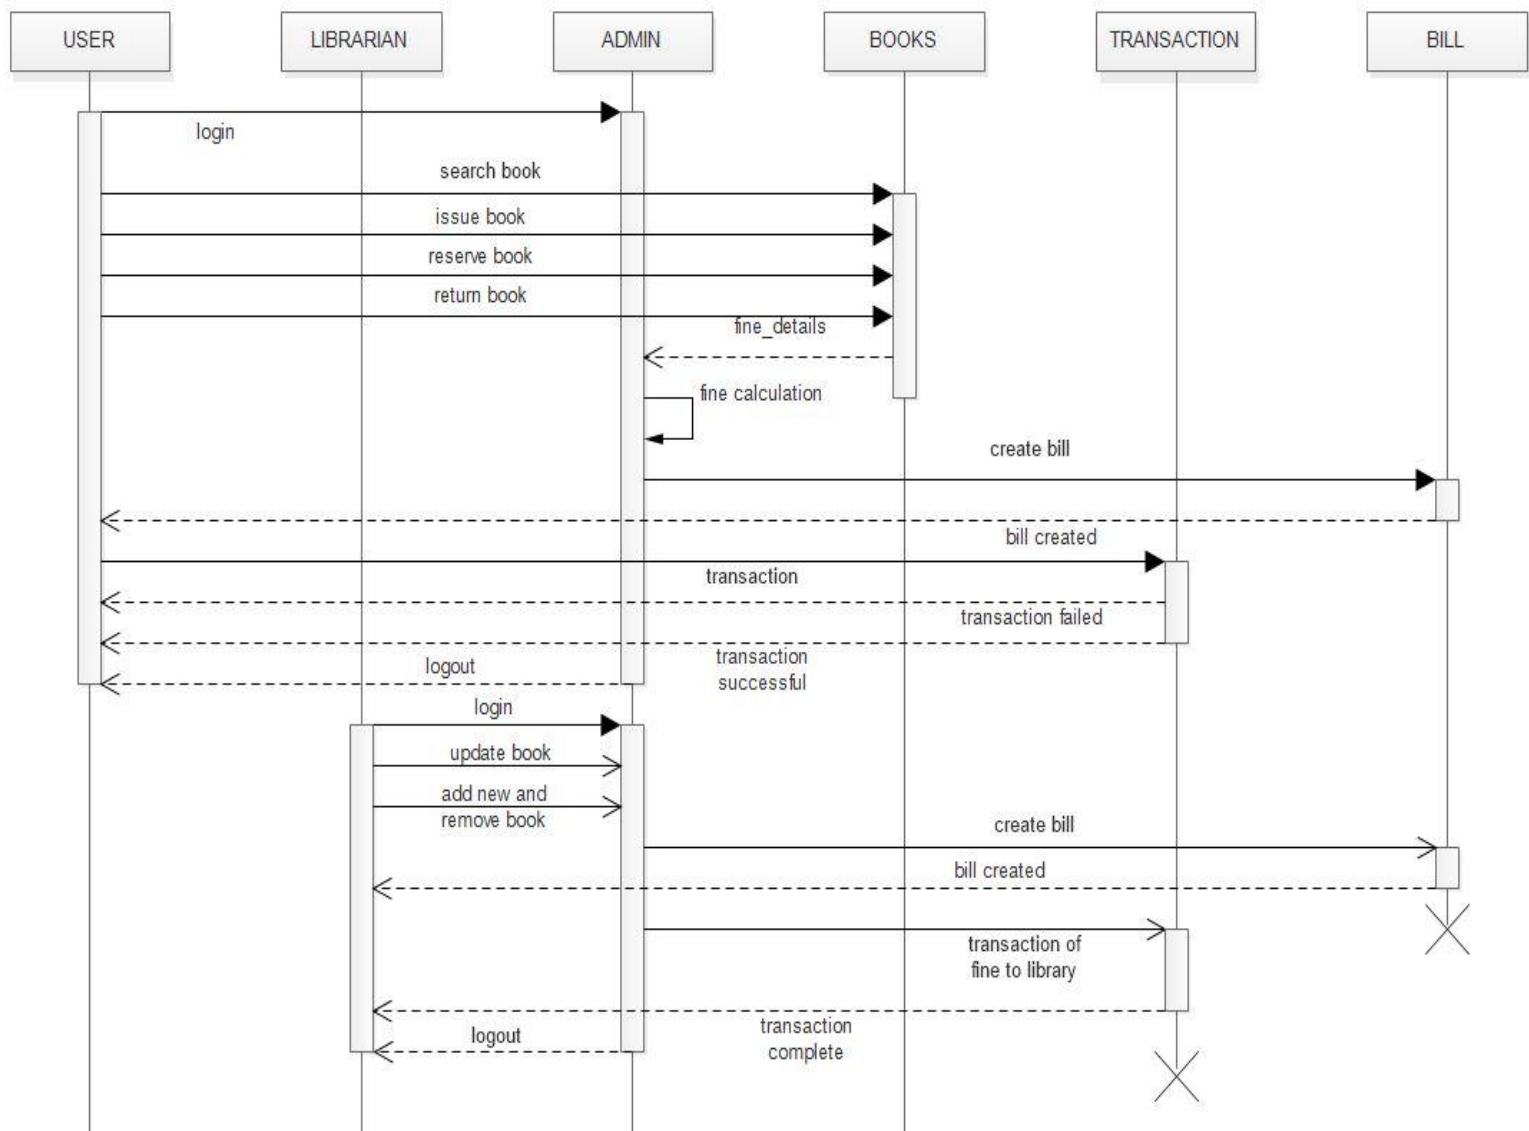 USER
LIBRARIAN
ADMIN
BOOKS
TRANSACTION
BILL
login
search book
issue book
reserve book
return book
fine_details
fine calculation
create bill
bill created
transaction
transaction failed
transaction
successful
logout
login
update book
add new and
remove book
create bill
bill created
transaction of
fine to library
transaction
complete
logout